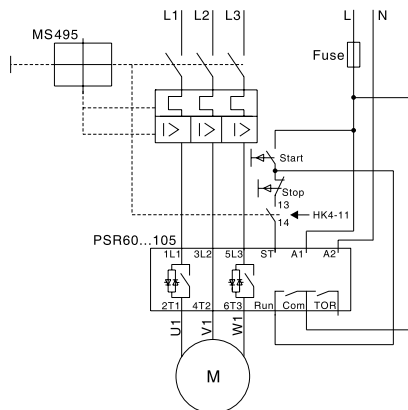 L1 L2 L3 L N
MS495
Fuse
I> I> I>
Start
Stop
13
14
HK4-11
PSR60...105
1L1 3L2 5L3 ST A1 A2
2T1 4T2 6T3 Run Com TOR
U1 V1 W1
M